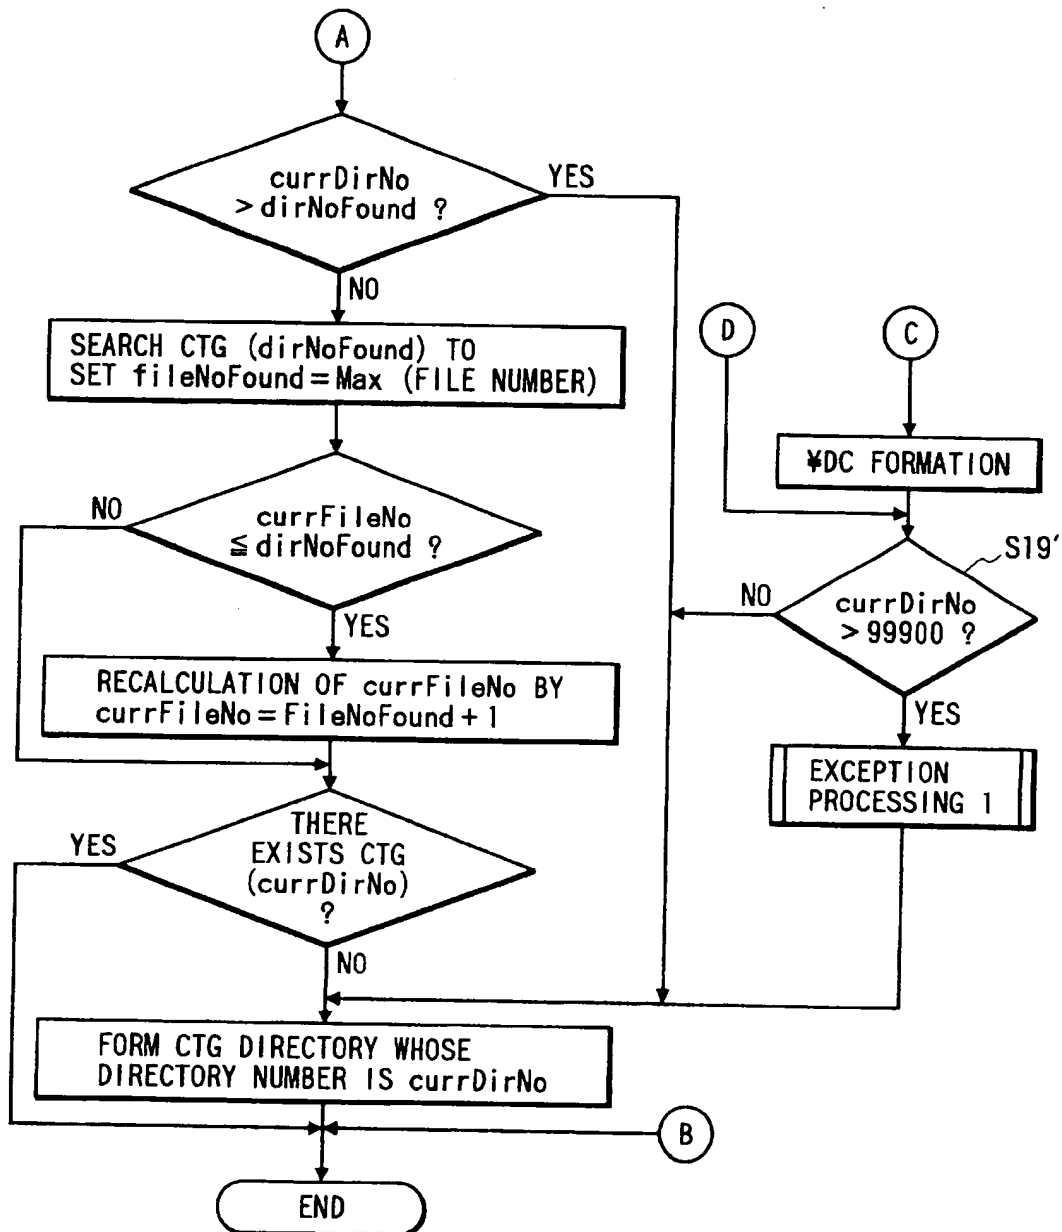 A
currDirNo
> dirNoFound ?
YES
NO
SEARCH CTG (dirNoFound) TO
SET fileNoFound=Max (FILE NUMBER)
D
C
¥DC FORMATION
NO
currFileNo
≦ dirNoFound ?
YES
S19′
NO
currDirNo
> 99900 ?
YES
RECALCULATION OF currFileNo BY
currFileNo=FileNoFound+1
EXCEPTION
PROCESSING 1
YES
THERE
EXISTS CTG
(currDirNo)
?
NO
FORM CTG DIRECTORY WHOSE
DIRECTORY NUMBER IS currDirNo
B
END